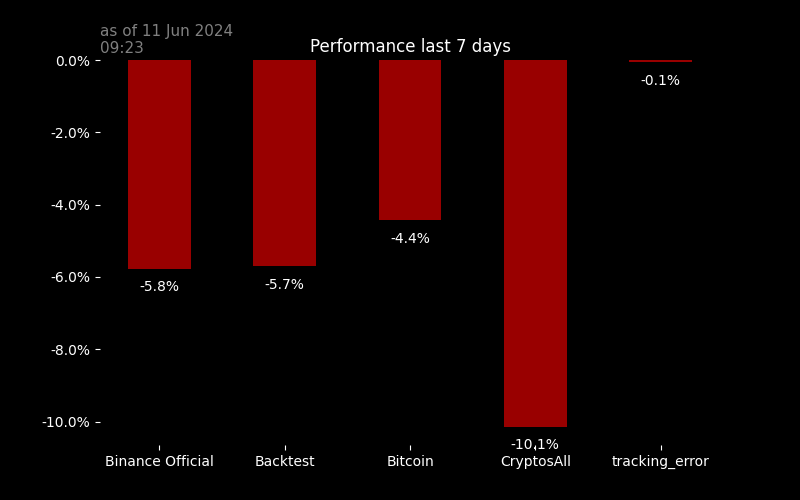 as of 11 Jun 2024
09:23
Performance last 7 days
0.0%
-2.0%
-4.0%
-6.0%
-8.0%
-10.0%
-5.8%
-5.7%
-4.4%
-10.1%
-0.1%
Binance Official
Backtest
Bitcoin
CryptosAll
tracking_error